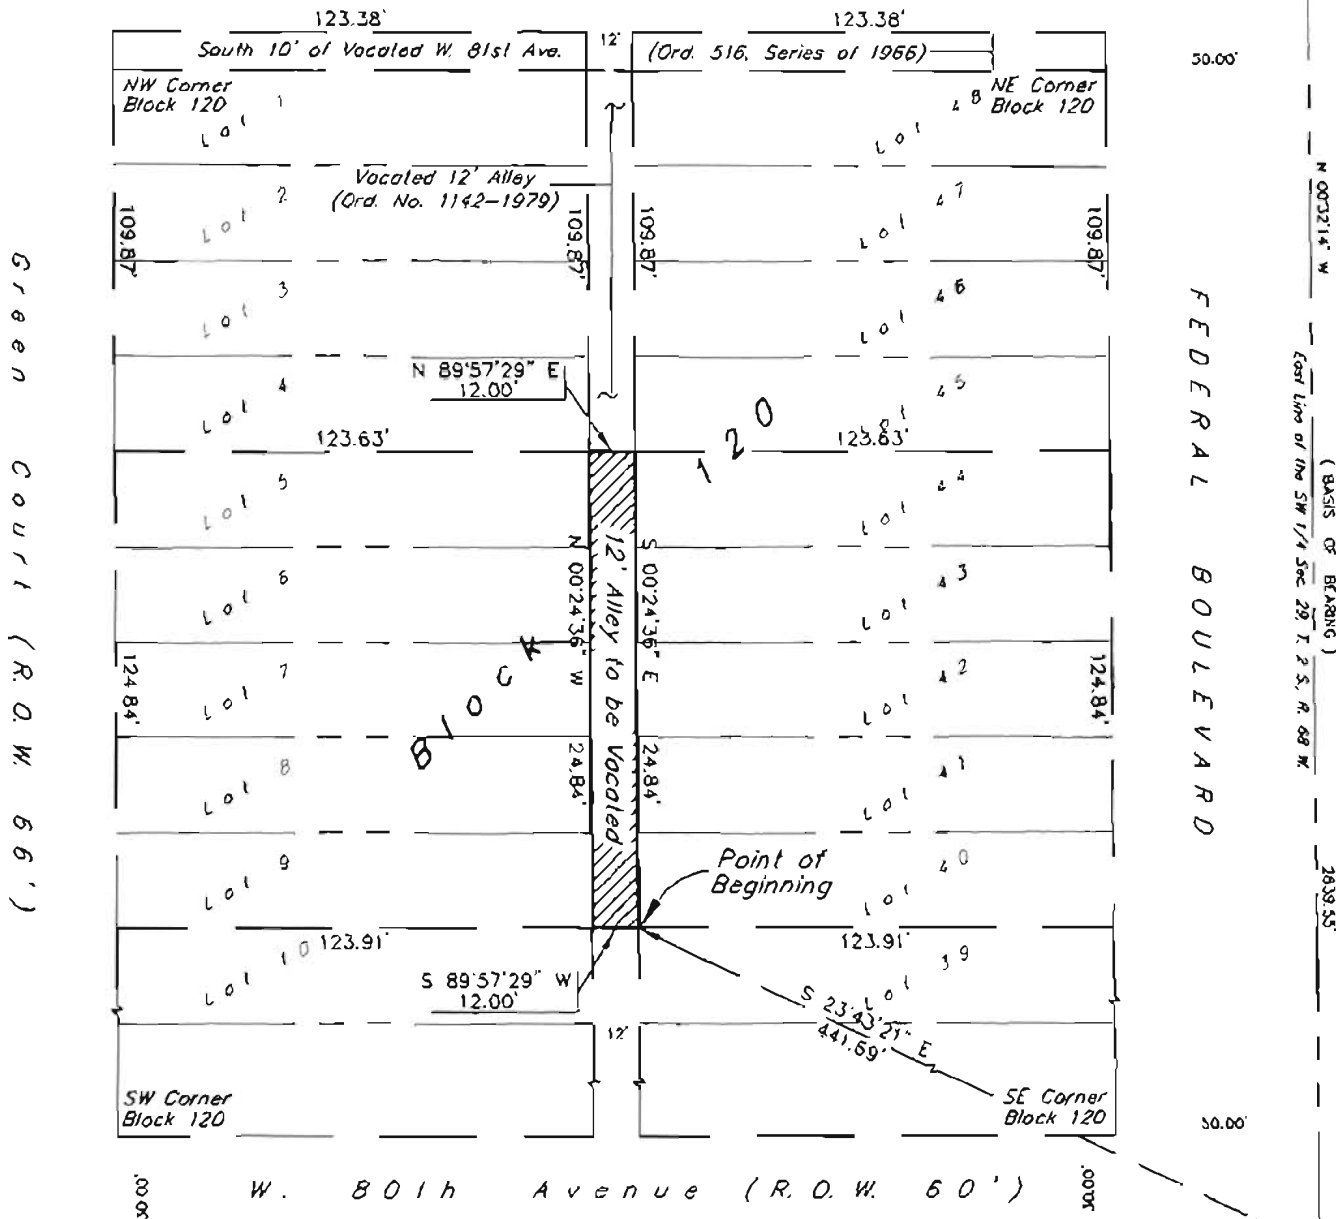 123.38'
123.38'
South 10' of Vacated W. 81st Ave.
12'
(Ord. 516, Series of 1966)
50.00'
NW Corner
Block 120
NE Corner
Block 120
Lot 1
Lot 48
Vacated 12' Alley
(Ord. No. 1142-1979)
Lot 2
Lot 47
109.87'
109.87'
109.87'
109.87'
Lot 3
Lot 46
N 89°57'29" E
12.00'
Lot 4
Lot 45
123.63'
123.63'
Block 120
Lot 5
Lot 44
Lot 6
Lot 43
N 00°24'36" W
124.84'
12' Alley to be Vacated
S 00°24'36" E
124.84'
124.84'
124.84'
Lot 7
Lot 42
Lot 8
Lot 41
Lot 9
Lot 40
Point of
Beginning
123.91'
123.91'
Lot 10
Lot 39
S 89°57'29" W
12.00'
S 23°43'21" E
441.69'
12'
SW Corner
Block 120
SE Corner
Block 120
50.00'
Green Court (R.O.W. 66')
FEDERAL BOULEVARD
W. 80th Avenue (R.O.W. 60')
30.00'
30.00'
N 00°32'14" W
2639.55'
(BASIS OF BEARING)
East Line of the SW 1/4 Sec. 29, T. 2 S., R. 68 W.